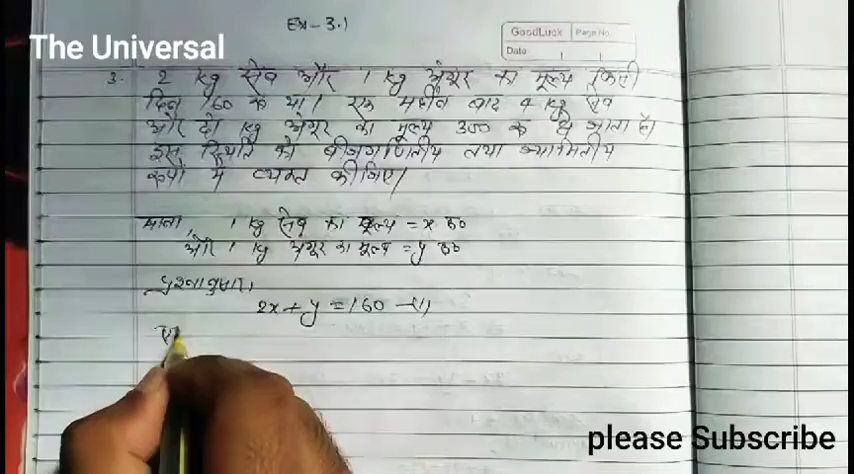 Ex-3.1
The Universal
GoodLuck Page No.
Date
3. 2 kg सेव और 1 kg अंगूर का मूल्य किसी
दिन 160 रू था। एक महीने बाद 4 kg सेव
और दो kg अंगूर का मूल्य 300 रू हो जाता है।
इस स्थिति को बीजगणितीय तथा ज्यामितीय
रूपों में व्यक्त कीजिए।
माना, 1 kg सेव का मूल्य = x रू०
और 1 kg अंगूर का मूल्य = y रू०
प्रश्नानुसार,
2x + y = 160 -(1)
please Subscribe